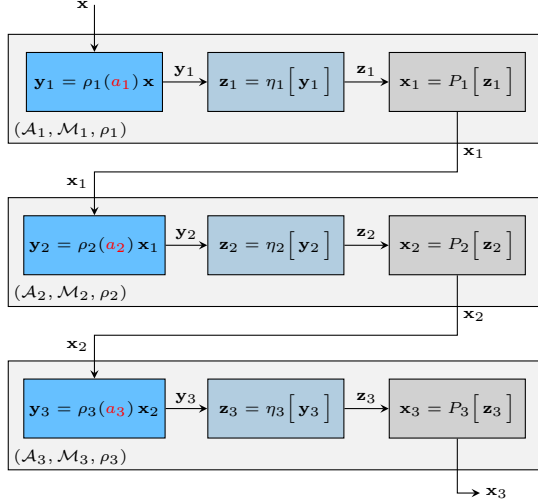 𝐱
𝐲₁ = ρ₁(a₁) 𝐱
𝐲₁
𝐳₁ = η₁[ 𝐲₁ ]
𝐳₁
𝐱₁ = P₁[ 𝐳₁ ]
(𝒜₁, ℳ₁, ρ₁)
𝐱₁
𝐱₁
𝐲₂ = ρ₂(a₂) 𝐱₁
𝐲₂
𝐳₂ = η₂[ 𝐲₂ ]
𝐳₂
𝐱₂ = P₂[ 𝐳₂ ]
(𝒜₂, ℳ₂, ρ₂)
𝐱₂
𝐱₂
𝐲₃ = ρ₃(a₃) 𝐱₂
𝐲₃
𝐳₃ = η₃[ 𝐲₃ ]
𝐳₃
𝐱₃ = P₃[ 𝐳₃ ]
(𝒜₃, ℳ₃, ρ₃)
𝐱₃